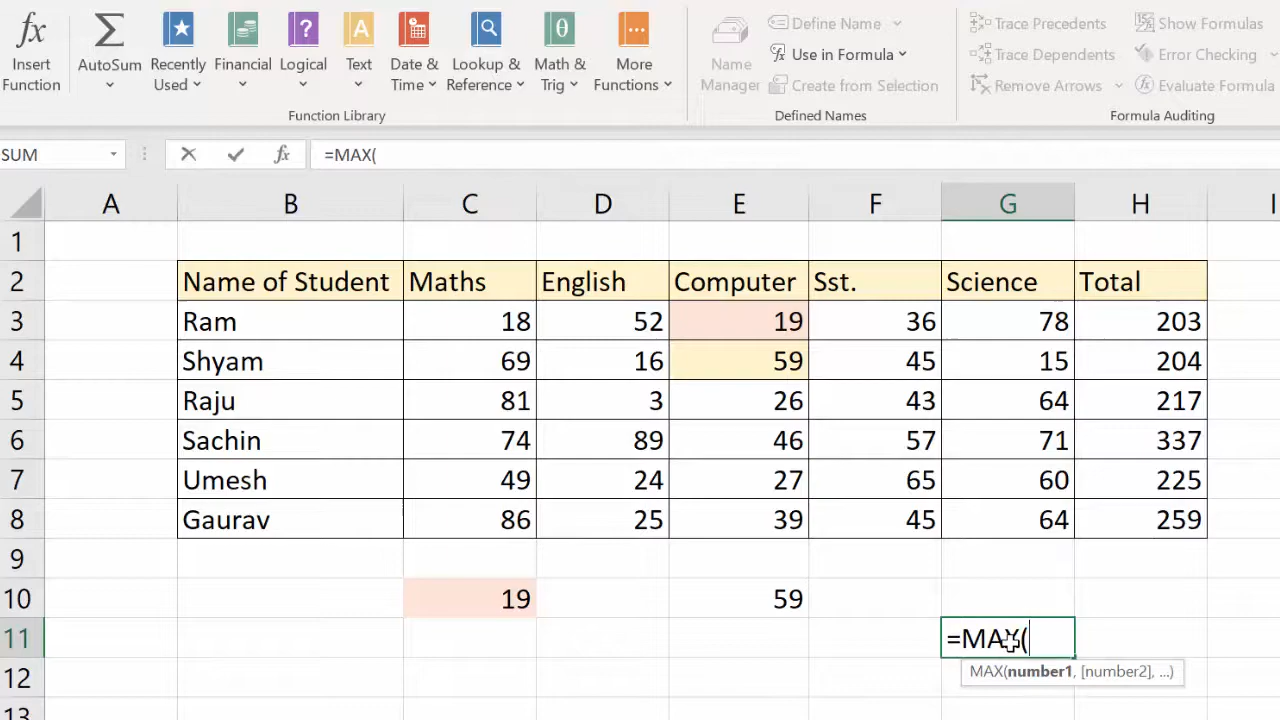 fx Σ ? A θ ...
Insert Function AutoSum Recently Used Financial Logical Text Date & Time Lookup & Reference Math & Trig More Functions
Function Library
Name Manager
Define Name
Use in Formula
Create from Selection
Defined Names
Trace Precedents Show Formulas
Trace Dependents Error Checking
Remove Arrows Evaluate Formula
Formula Auditing
SUM fx =MAX(
A B C D E F G H I
1
2 Name of Student Maths English Computer Sst. Science Total
3 Ram 18 52 19 36 78 203
4 Shyam 69 16 59 45 15 204
5 Raju 81 3 26 43 64 217
6 Sachin 74 89 46 57 71 337
7 Umesh 49 24 27 65 60 225
8 Gaurav 86 25 39 45 64 259
9
10 19 59
11 =MAX(
MAX(number1, [number2], ...)
12
13